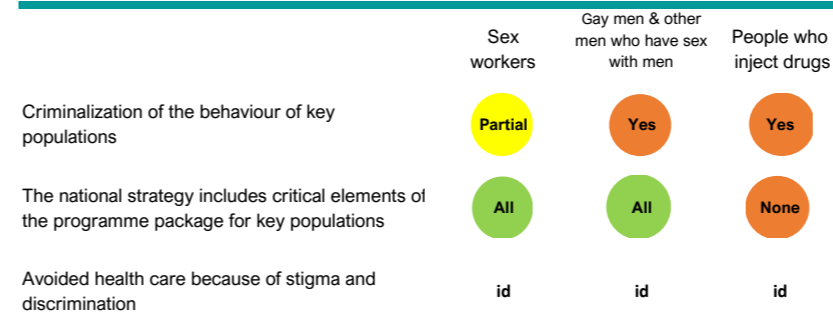 Sex
workers
Gay men & other
men who have sex
with men
People who
inject drugs
Criminalization of the behaviour of key
populations
Partial
Yes
Yes
The national strategy includes critical elements of
the programme package for key populations
All
All
None
Avoided health care because of stigma and
discrimination
id
id
id